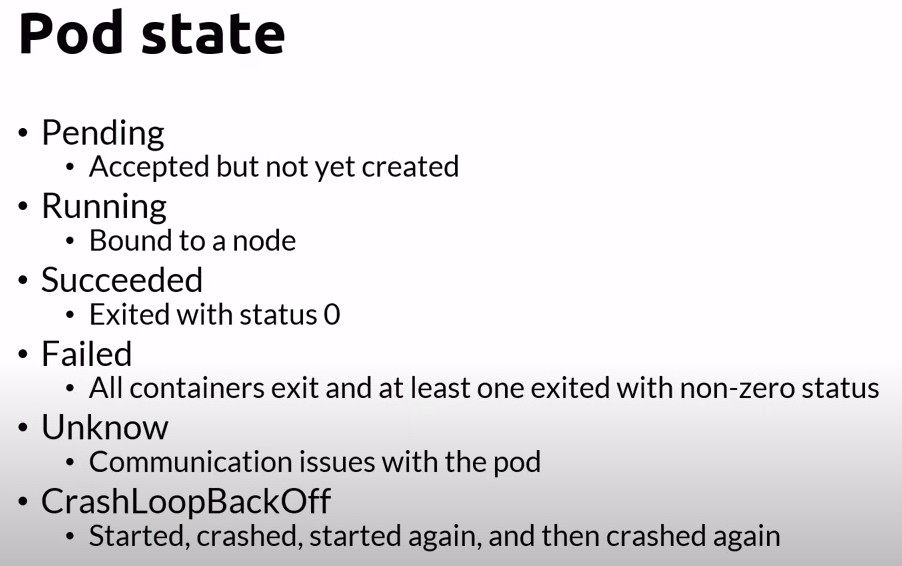 Pod state
• Pending
• Accepted but not yet created
• Running
• Bound to a node
• Succeeded
• Exited with status 0
• Failed
• All containers exit and at least one exited with non-zero status
• Unknow
• Communication issues with the pod
• CrashLoopBackOff
• Started, crashed, started again, and then crashed again